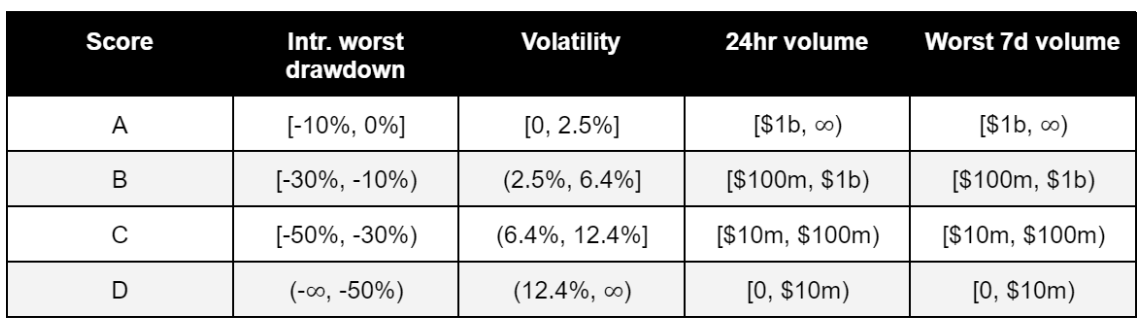 Score Intr. worst drawdown Volatility 24hr volume Worst 7d volume
A [-10%, 0%] [0, 2.5%] [$1b, ∞) [$1b, ∞)
B [-30%, -10%) (2.5%, 6.4%] [$100m, $1b) [$100m, $1b)
C [-50%, -30%) (6.4%, 12.4%] [$10m, $100m) [$10m, $100m)
D (-∞, -50%) (12.4%, ∞) [0, $10m) [0, $10m)